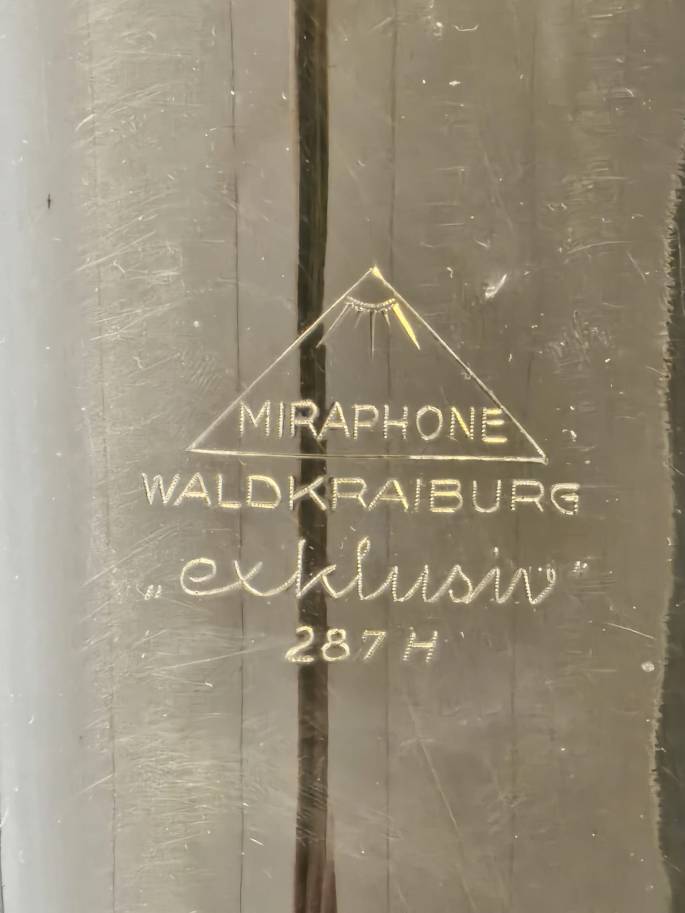 MIRAPHONE
WALDKRAIBURG
„exklusiv"
287 H